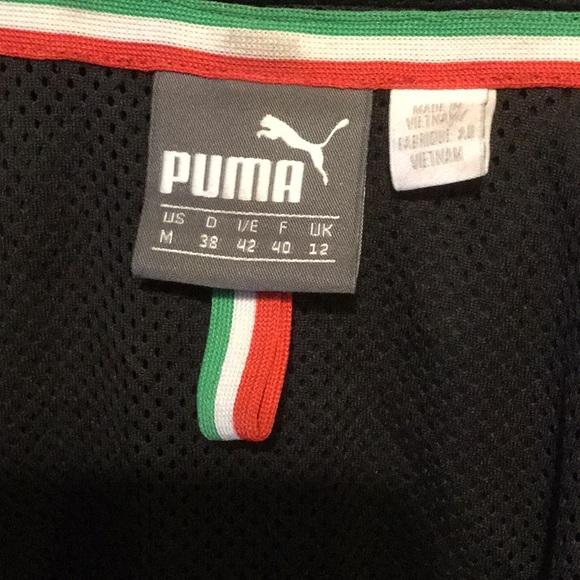 PUMA
US D I/E F UK
M 38 42 40 12
MADE IN
VIETNAM/
FABRIQUE AU
VIETNAM